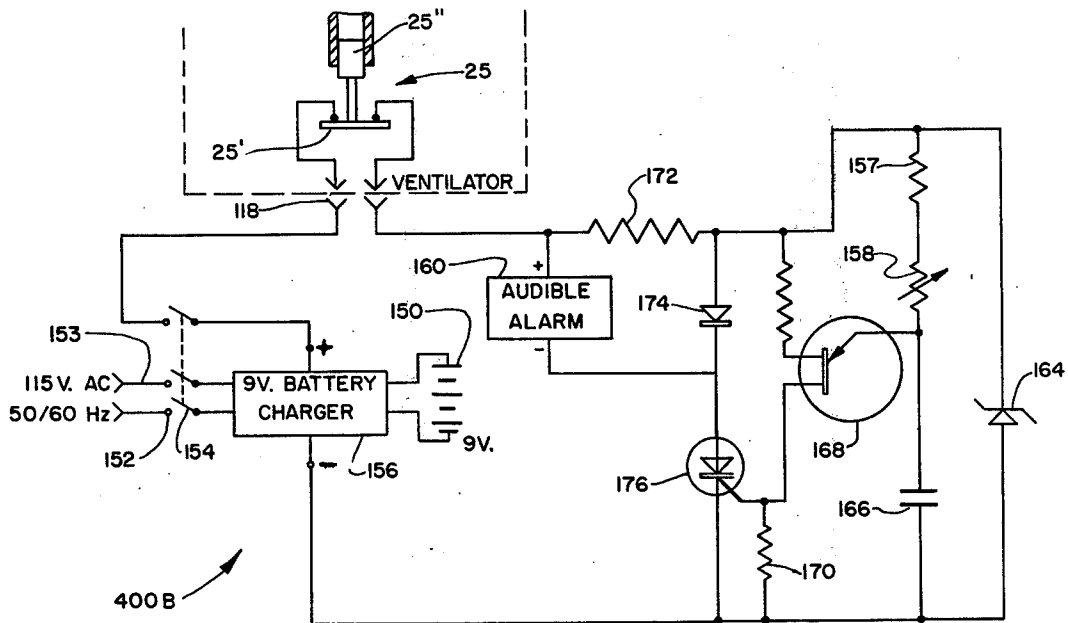 25"
25
25'
VENTILATOR
118
172
157
160
+
AUDIBLE
ALARM
-
174
158
153
150
+
115 V. AC
9V. BATTERY
CHARGER
50/60 Hz
164
152
154
-
156
9V.
168
176
166
170
400B